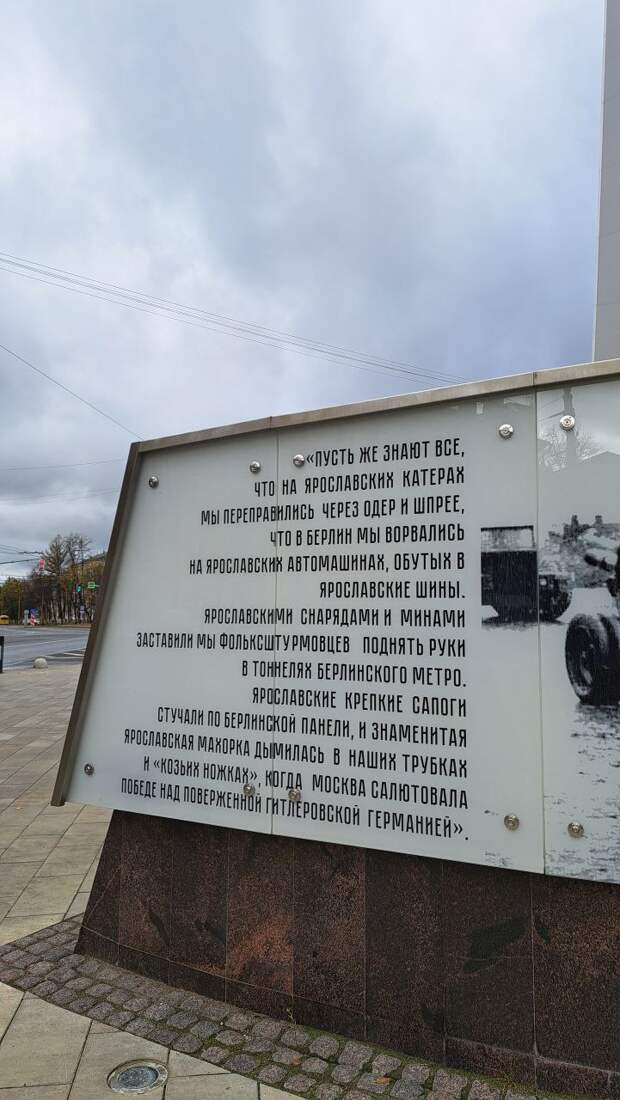 «ПУСТЬ ЖЕ ЗНАЮТ ВСЕ,
ЧТО НА ЯРОСЛАВСКИХ КАТЕРАХ
МЫ ПЕРЕПРАВИЛИСЬ ЧЕРЕЗ ОДЕР И ШПРЕЕ,
ЧТО В БЕРЛИН МЫ ВОРВАЛИСЬ
НА ЯРОСЛАВСКИХ АВТОМАШИНАХ, ОБУТЫХ В
ЯРОСЛАВСКИЕ ШИНЫ.
ЯРОСЛАВСКИМИ СНАРЯДАМИ И МИНАМИ
ЗАСТАВИЛИ МЫ ФОЛЬКСШТУРМОВЦЕВ ПОДНЯТЬ РУКИ
В ТОННЕЛЯХ БЕРЛИНСКОГО МЕТРО.
ЯРОСЛАВСКИЕ КРЕПКИЕ САПОГИ
СТУЧАЛИ ПО БЕРЛИНСКОЙ ПАНЕЛИ, И ЗНАМЕНИТАЯ
ЯРОСЛАВСКАЯ МАХОРКА ДЫМИЛАСЬ В НАШИХ ТРУБКАХ
И «КОЗЬИХ НОЖКАХ», КОГДА МОСКВА САЛЮТОВАЛА
ПОБЕДЕ НАД ПОВЕРЖЕННОЙ ГИТЛЕРОВСКОЙ ГЕРМАНИЕЙ».